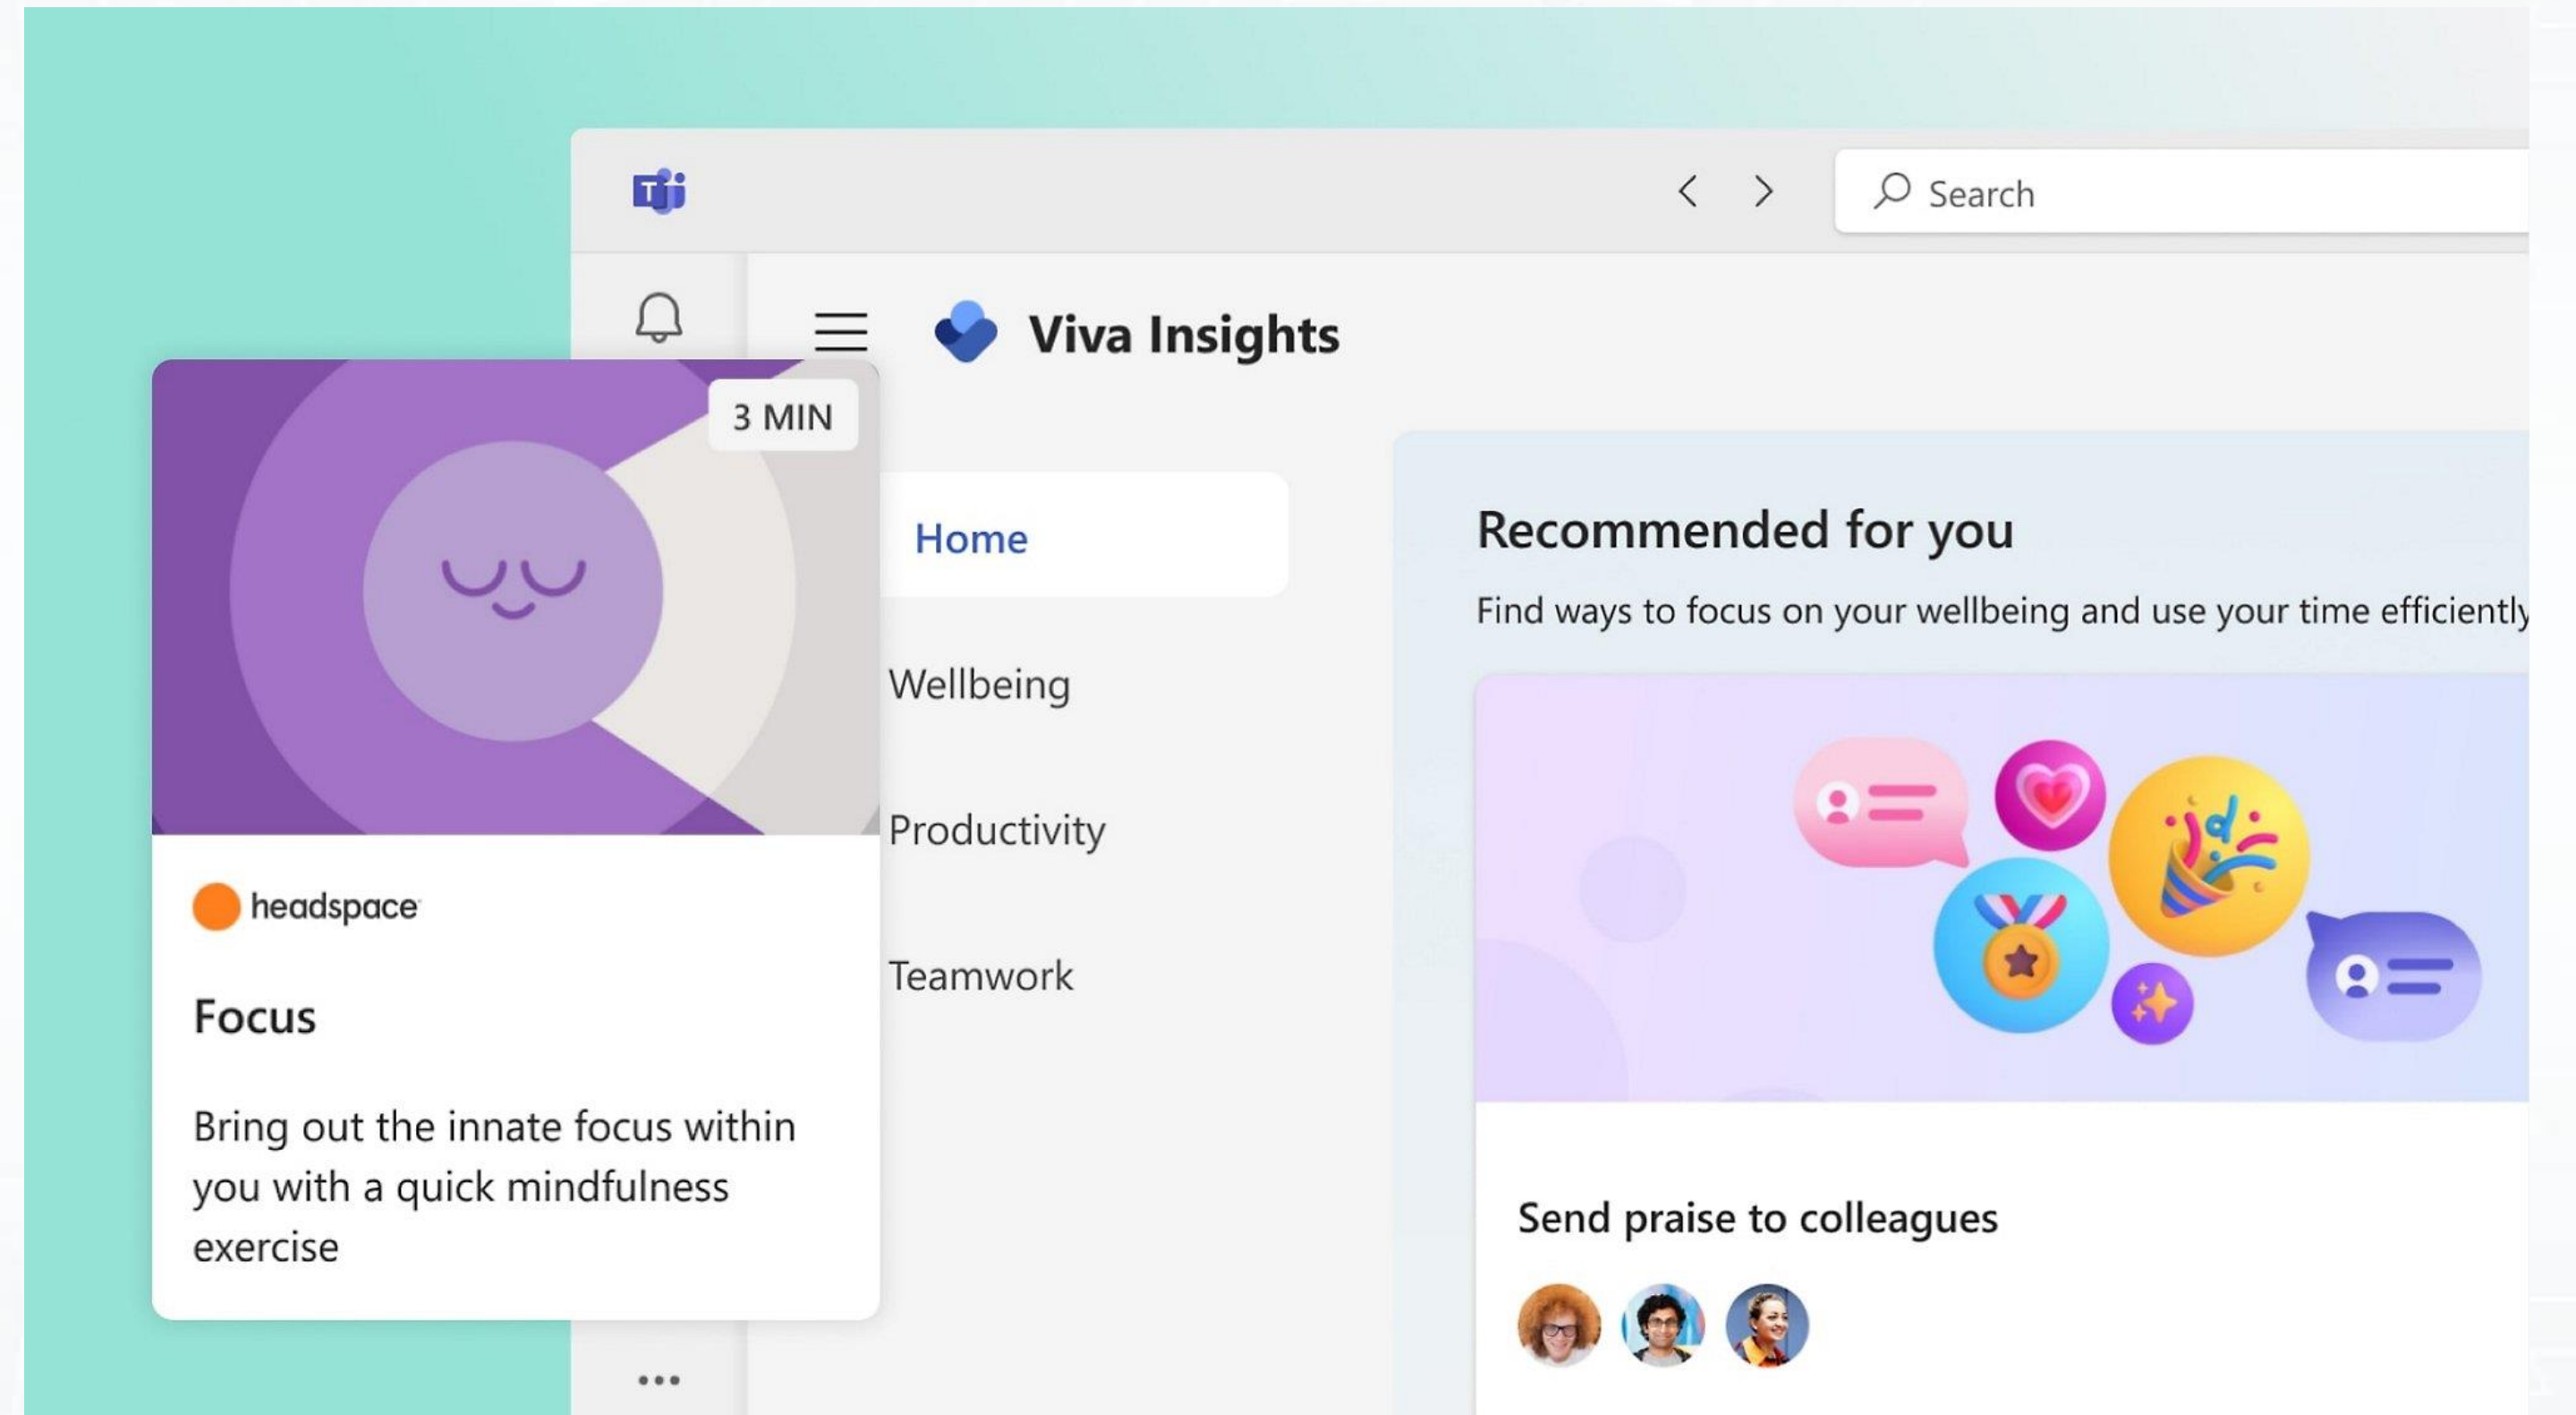 Search
Viva Insights
3 MIN
Home
Wellbeing
Productivity
Teamwork
headspace
Focus
Bring out the innate focus within
you with a quick mindfulness
exercise
Recommended for you
Find ways to focus on your wellbeing and use your time efficiently
Send praise to colleagues